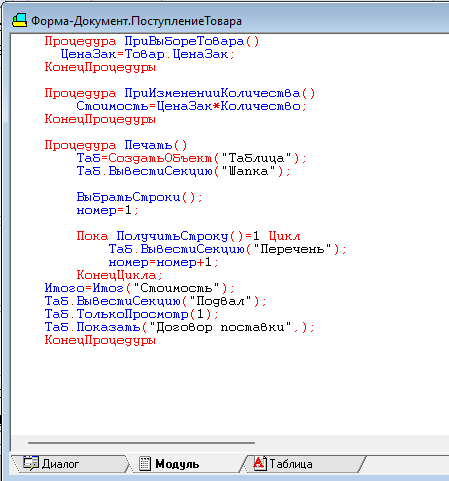 Форма-Документ.ПоступлениеТовара
Процедура ПриВыбореТовара()
ЦенаЗак=Товар.ЦенаЗак;
КонецПроцедуры
Процедура ПриИзмененииКоличества()
Стоимость=ЦенаЗак*Количество;
КонецПроцедуры
Процедура Печать()
Таб=СоздатьОбъект("Таблица");
Таб.ВывестиСекцию("Шапка");
ВыбратьСтроки();
номер=1;
Пока ПолучитьСтроку()=1 Цикл
Таб.ВывестиСекцию("Перечень");
номер=номер+1;
КонецЦикла;
Итого=Итог("Стоимость");
Таб.ВывестиСекцию("Подвал");
Таб.ТолькоПросмотр(1);
Таб.Показать("Договор поставки",);
КонецПроцедуры
Диалог
Модуль
Таблица